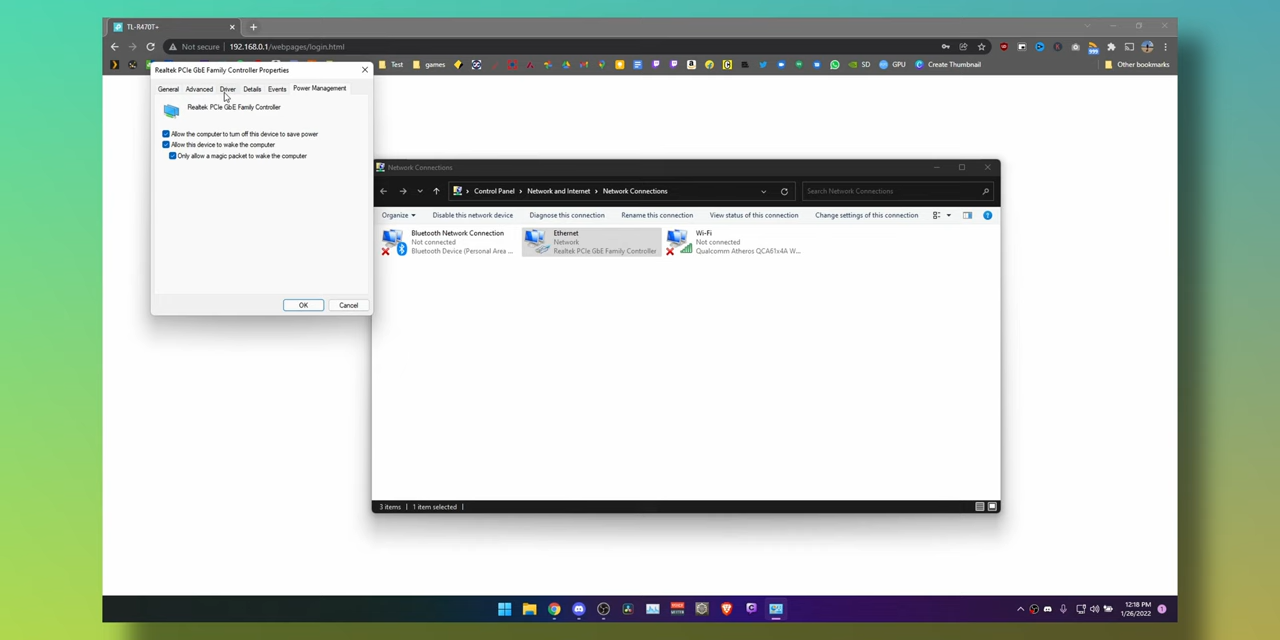 TL-R470T+
Not secure 192.168.0.1/webpages/login.html
Test games SD GPU Create Thumbnail Other bookmarks
Realtek PCIe GbE Family Controller Properties
General Advanced Driver Details Events Power Management
Realtek PCIe GbE Family Controller
Allow the computer to turn off this device to save power
Allow this device to wake the computer
Only allow a magic packet to wake the computer
OK Cancel
Network Connections
Control Panel Network and Internet Network Connections Search Network Connections
Organize Disable this network device Diagnose this connection Rename this connection View status of this connection Change settings of this connection
Bluetooth Network Connection
Not connected
Bluetooth Device (Personal Area ...
Ethernet
Network
Realtek PCIe GbE Family Controller
Wi-Fi
Not connected
Qualcomm Atheros QCA61x4A W...
3 items 1 item selected
12:18 PM
1/26/2022